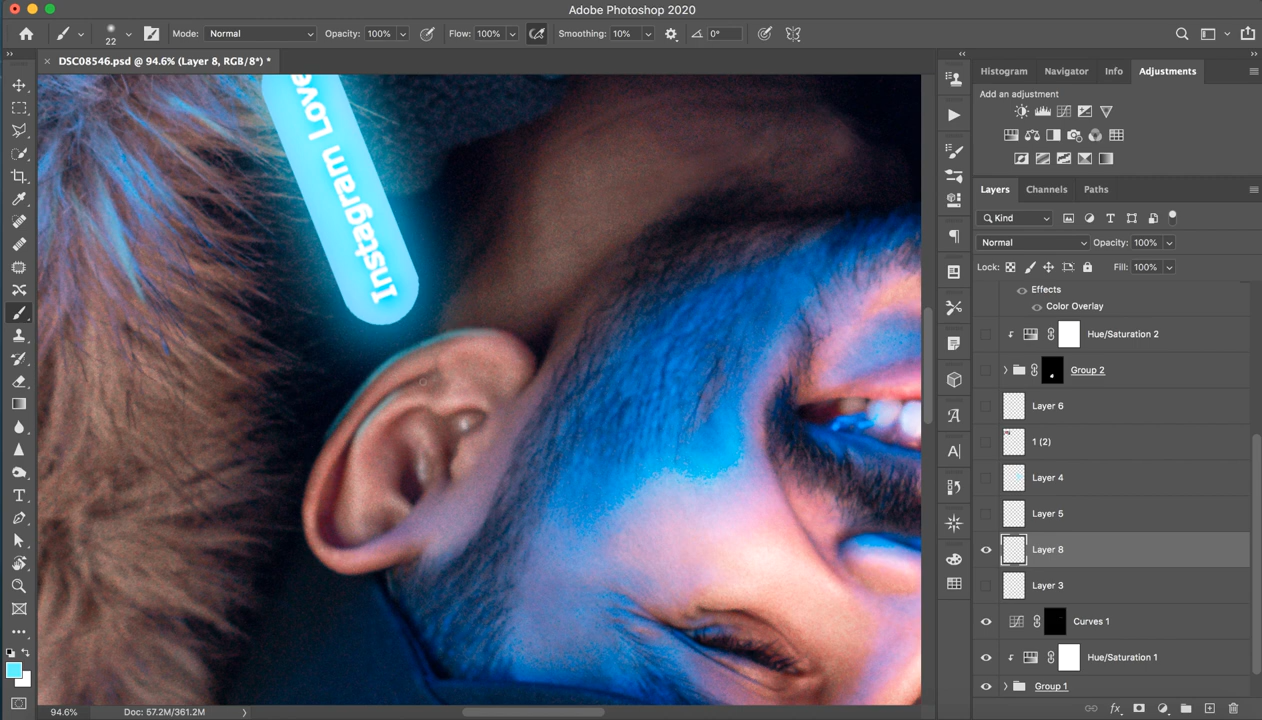 Adobe Photoshop 2020
22
Mode: Normal
Opacity: 100%
Flow: 100%
Smoothing: 10%
0°
DSC08546.psd @ 94.6% (Layer 8, RGB/8*) *
Instagram Love
Histogram Navigator Info Adjustments
Add an adjustment
Layers Channels Paths
Kind
Normal Opacity: 100%
Lock: Fill: 100%
Effects
Color Overlay
Hue/Saturation 2
Group 2
Layer 6
1 (2)
Layer 4
Layer 5
Layer 8
Layer 3
Curves 1
Hue/Saturation 1
Group 1
94.6% Doc: 57.2M/361.2M